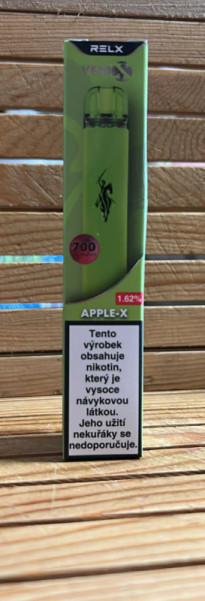 RELX
700
1.62%
APPLE-X
Tento
výrobek
obsahuje
nikotin,
který je
vysoce
návykovou
látkou.
Jeho užití
nekuřáky se
nedoporučuje.